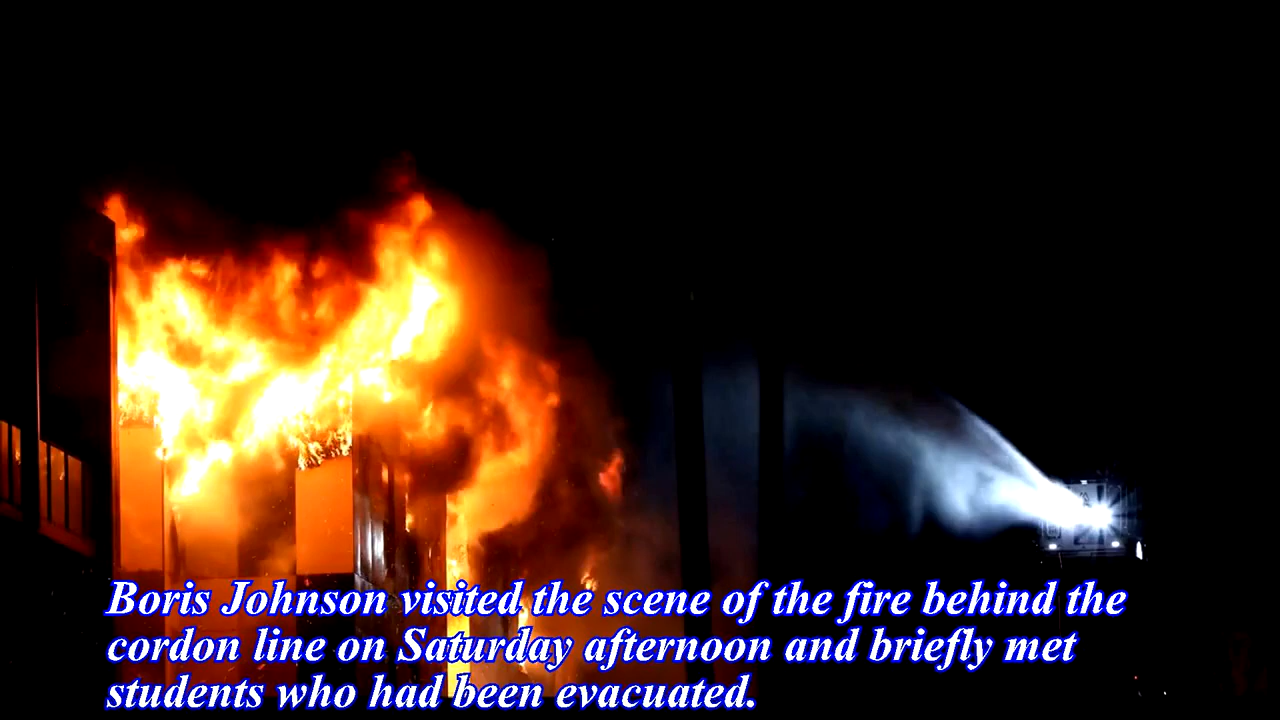 Boris Johnson visited the scene of the fire behind the
cordon line on Saturday afternoon and briefly met
students who had been evacuated.